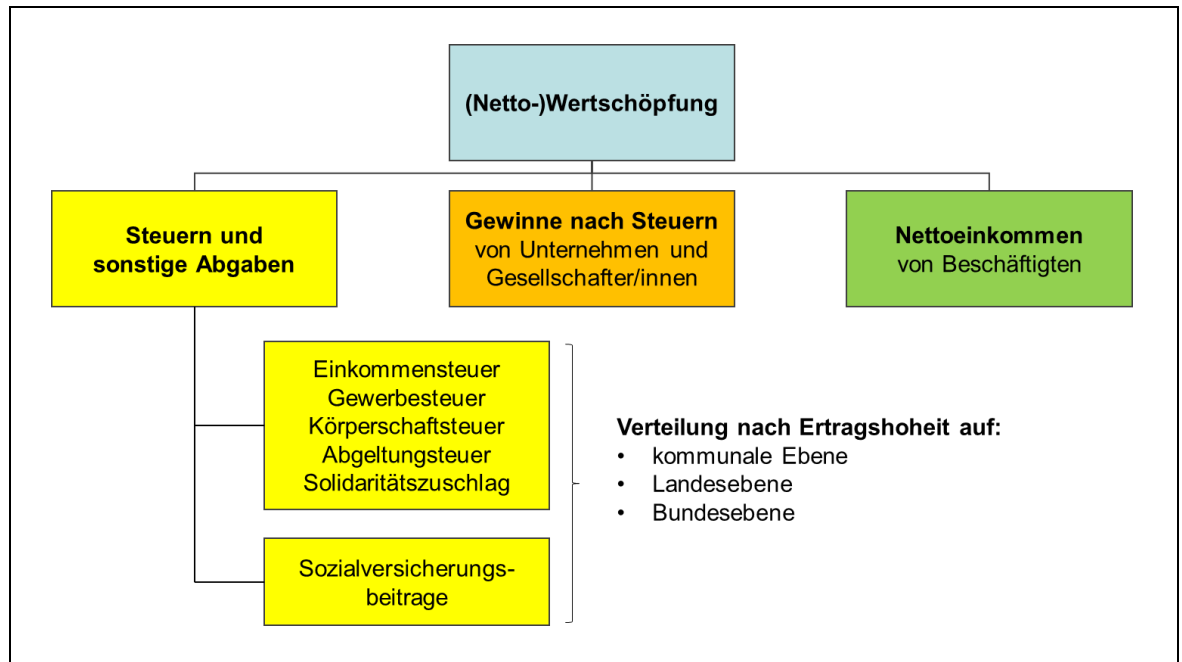 (Netto-)Wertschöpfung
Steuern und
sonstige Abgaben
Gewinne nach Steuern
von Unternehmen und
Gesellschafter/innen
Nettoeinkommen
von Beschäftigten
Einkommensteuer
Gewerbesteuer
Körperschaftsteuer
Abgeltungsteuer
Solidaritätszuschlag
Sozialversicherungs-
beitrage
Verteilung nach Ertragshoheit auf:
• kommunale Ebene
• Landesebene
• Bundesebene